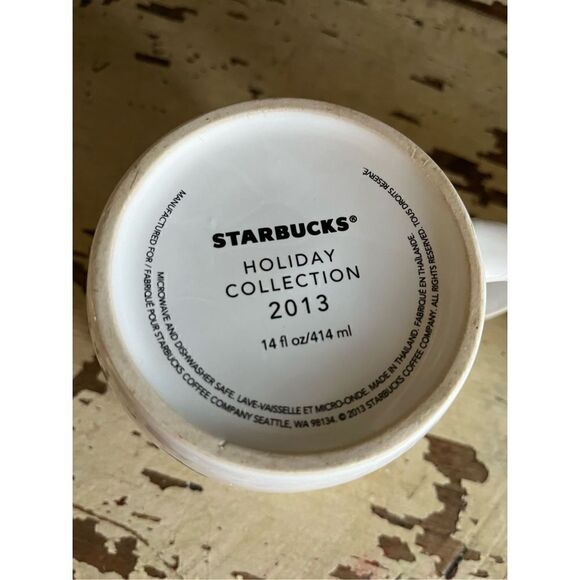 STARBUCKS®
HOLIDAY
COLLECTION
2013
14 fl oz/414 ml
MICROWAVE AND DISHWASHER SAFE. LAVE-VAISSELLE ET MICRO-ONDE. MADE IN THAILAND. FABRIQUÉ EN THAÏLANDE.
MANUFACTURED FOR / FABRIQUÉ POUR STARBUCKS COFFEE COMPANY SEATTLE, WA 98134. © 2013 STARBUCKS COFFEE COMPANY. ALL RIGHTS RESERVED. TOUS DROITS RÉSERVÉ.